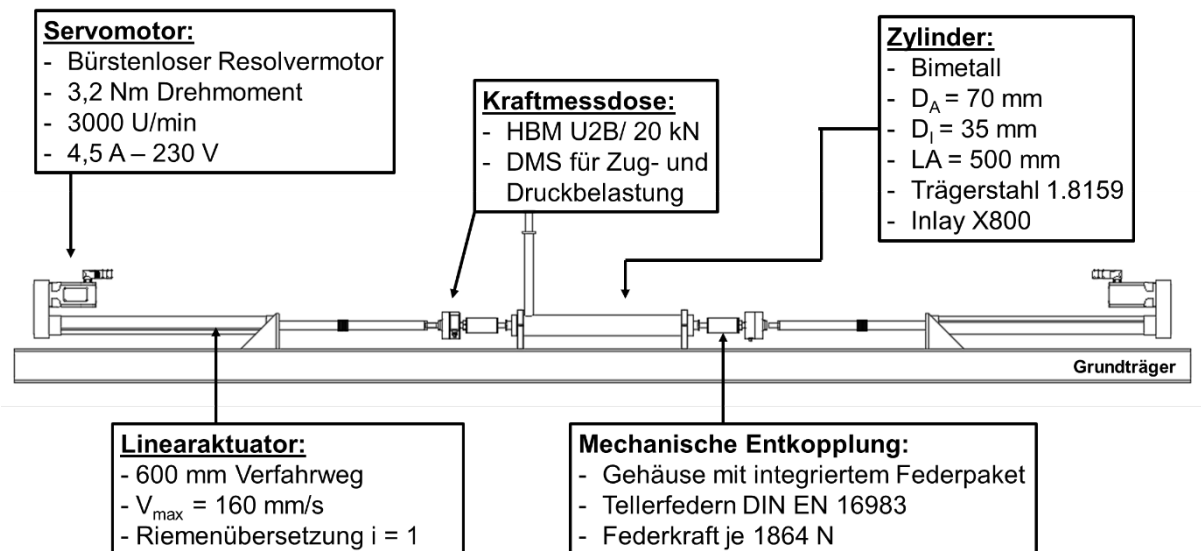 Servomotor:
- Bürstenloser Resolvermotor
- 3,2 Nm Drehmoment
- 3000 U/min
- 4,5 A – 230 V
Kraftmessdose:
- HBM U2B/ 20 kN
- DMS für Zug- und
Druckbelastung
Zylinder:
- Bimetall
- D_A = 70 mm
- D_I = 35 mm
- LA = 500 mm
- Trägerstahl 1.8159
- Inlay X800
Grundträger
Linearaktuator:
- 600 mm Verfahrweg
- V_max = 160 mm/s
- Riemenübersetzung i = 1
Mechanische Entkopplung:
- Gehäuse mit integriertem Federpaket
- Tellerfedern DIN EN 16983
- Federkraft je 1864 N